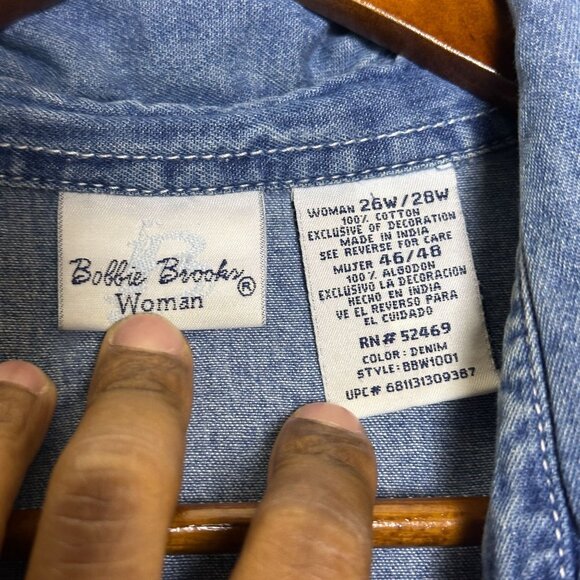 Bobbie Brooks ®
Woman
WOMAN 26W/28W
100% COTTON
EXCLUSIVE OF DECORATION
MADE IN INDIA
SEE REVERSE FOR CARE
MUJER 46/48
100% ALGODON
EXCLUSIVO LA DECORACION
HECHO EN INDIA
VE EL REVERSO PARA
EL CUIDADO
RN# 52469
COLOR: DENIM
STYLE: BBW1001
UPC# 681131309387